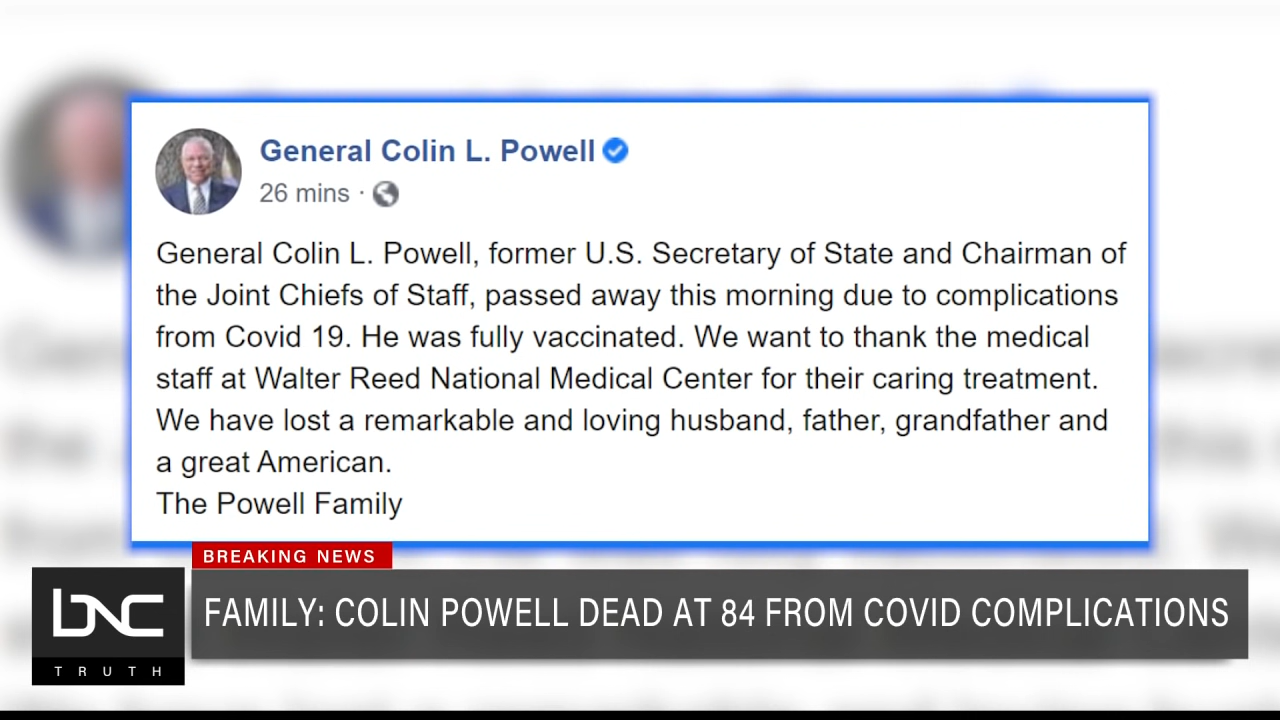 General Colin L. Powell
26 mins ·
General Colin L. Powell, former U.S. Secretary of State and Chairman of
the Joint Chiefs of Staff, passed away this morning due to complications
from Covid 19. He was fully vaccinated. We want to thank the medical
staff at Walter Reed National Medical Center for their caring treatment.
We have lost a remarkable and loving husband, father, grandfather and
a great American.
The Powell Family
BREAKING NEWS
BNC
TRUTH
FAMILY: COLIN POWELL DEAD AT 84 FROM COVID COMPLICATIONS